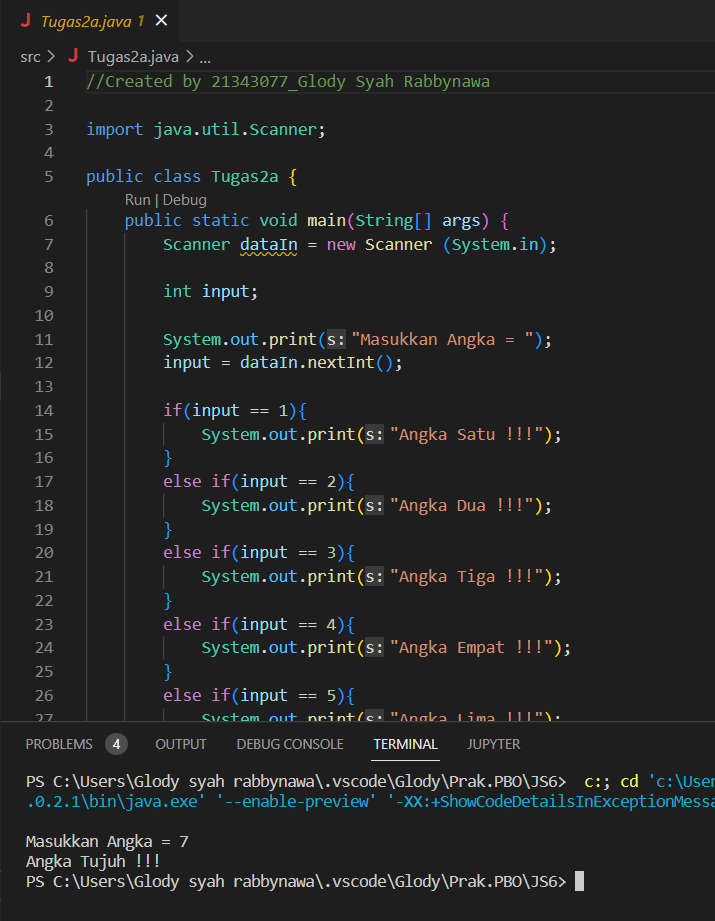 Tugas2a.java 1
src > Tugas2a.java > ...
1 //Created by 21343077_Glody Syah Rabbynawa
2
3 import java.util.Scanner;
4
5 public class Tugas2a {
Run | Debug
6 public static void main(String[] args) {
7 Scanner dataIn = new Scanner (System.in);
8
9 int input;
10
11 System.out.print(s: "Masukkan Angka = ");
12 input = dataIn.nextInt();
13
14 if(input == 1){
15 System.out.print(s: "Angka Satu !!!");
16 }
17 else if(input == 2){
18 System.out.print(s: "Angka Dua !!!");
19 }
20 else if(input == 3){
21 System.out.print(s: "Angka Tiga !!!");
22 }
23 else if(input == 4){
24 System.out.print(s: "Angka Empat !!!");
25 }
26 else if(input == 5){
27 System.out.print(s: "Angka Lima !!!");
PROBLEMS 4 OUTPUT DEBUG CONSOLE TERMINAL JUPYTER
PS C:\Users\Glody syah rabbynawa\.vscode\Glody\Prak.PBO\JS6> c:; cd 'c:\User
.0.2.1\bin\java.exe' '--enable-preview' '-XX:+ShowCodeDetailsInExceptionMessa
Masukkan Angka = 7
Angka Tujuh !!!
PS C:\Users\Glody syah rabbynawa\.vscode\Glody\Prak.PBO\JS6>